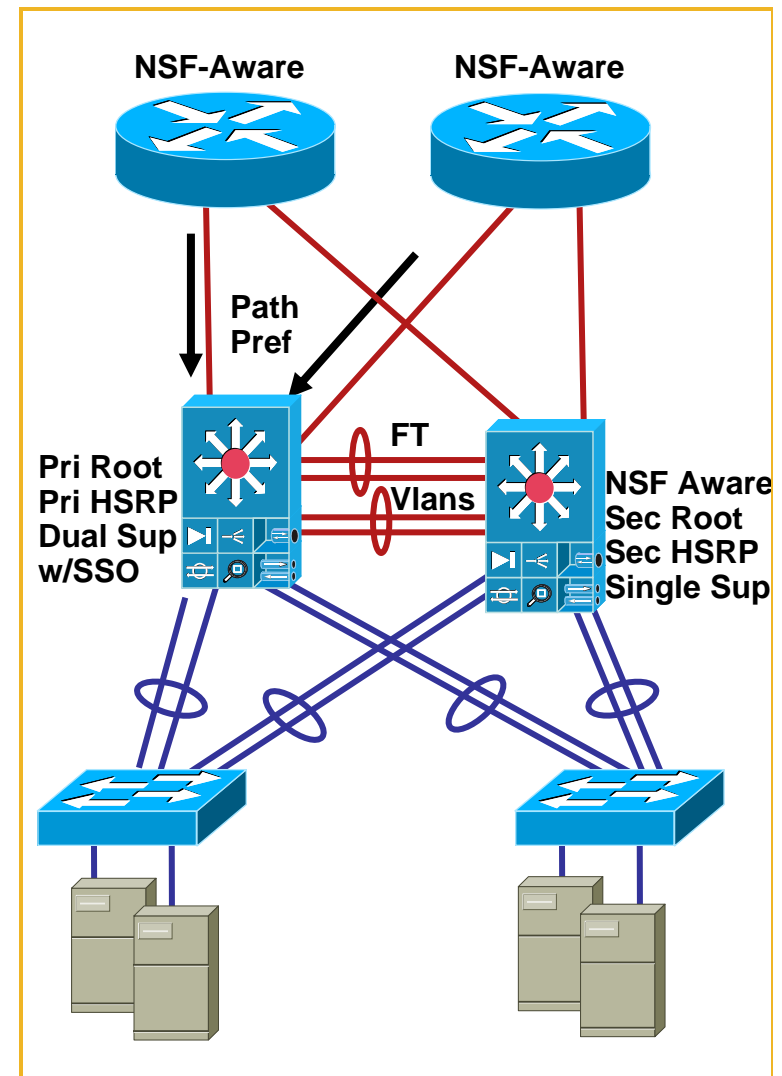 NSF-Aware
NSF-Aware
Path
Pref
FT
Vlans
Pri Root
Pri HSRP
Dual Sup
w/SSO
NSF Aware
Sec Root
Sec HSRP
Single Sup